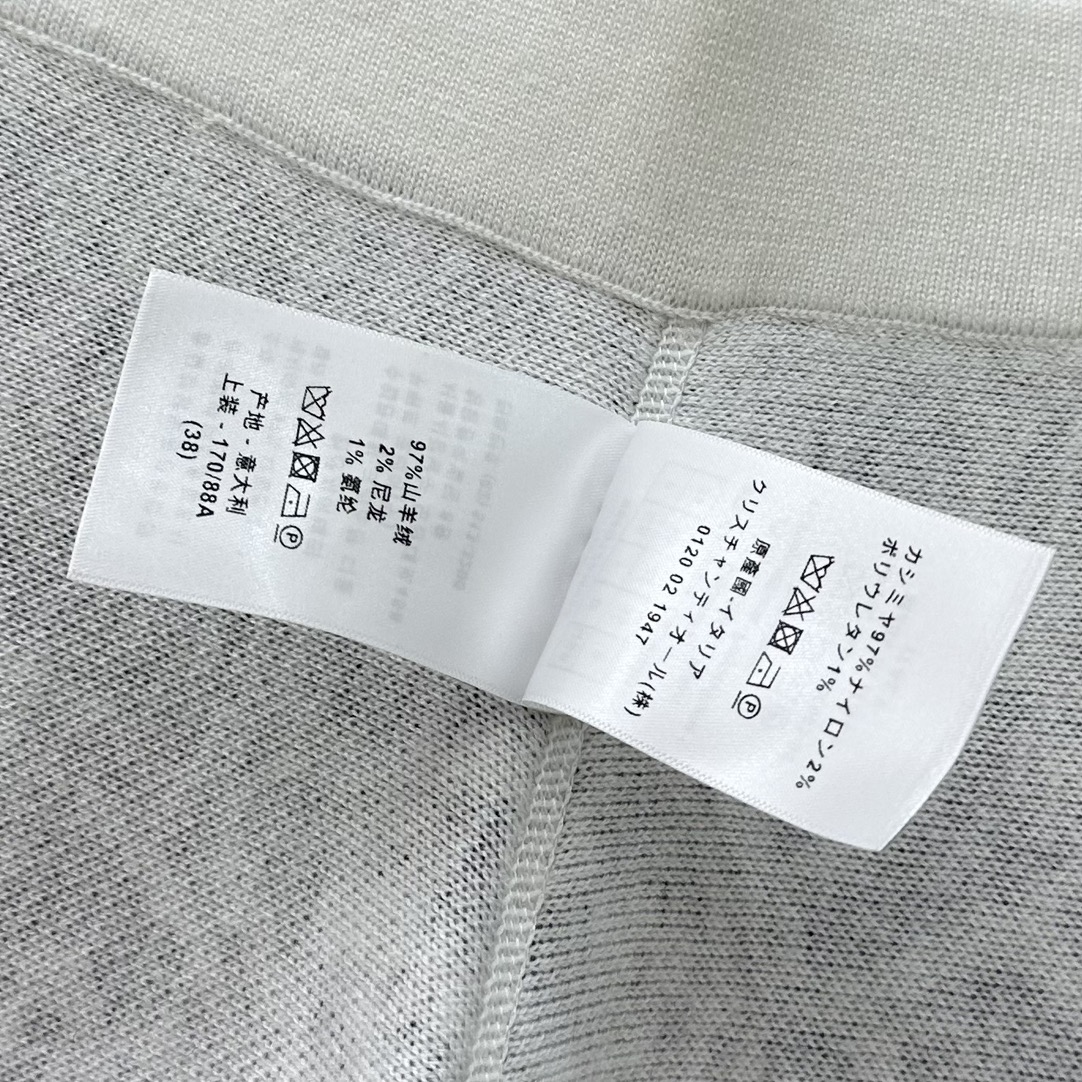 97%山羊绒
2% 尼龙
1% 氨纶
产地 - 意大利
上装 - 170/88A
(38)
カシミヤ97%ナイロン2%
ポリウレタン1%
原産国-イタリア
クリスチャンディオール(株)
0120 02 1947